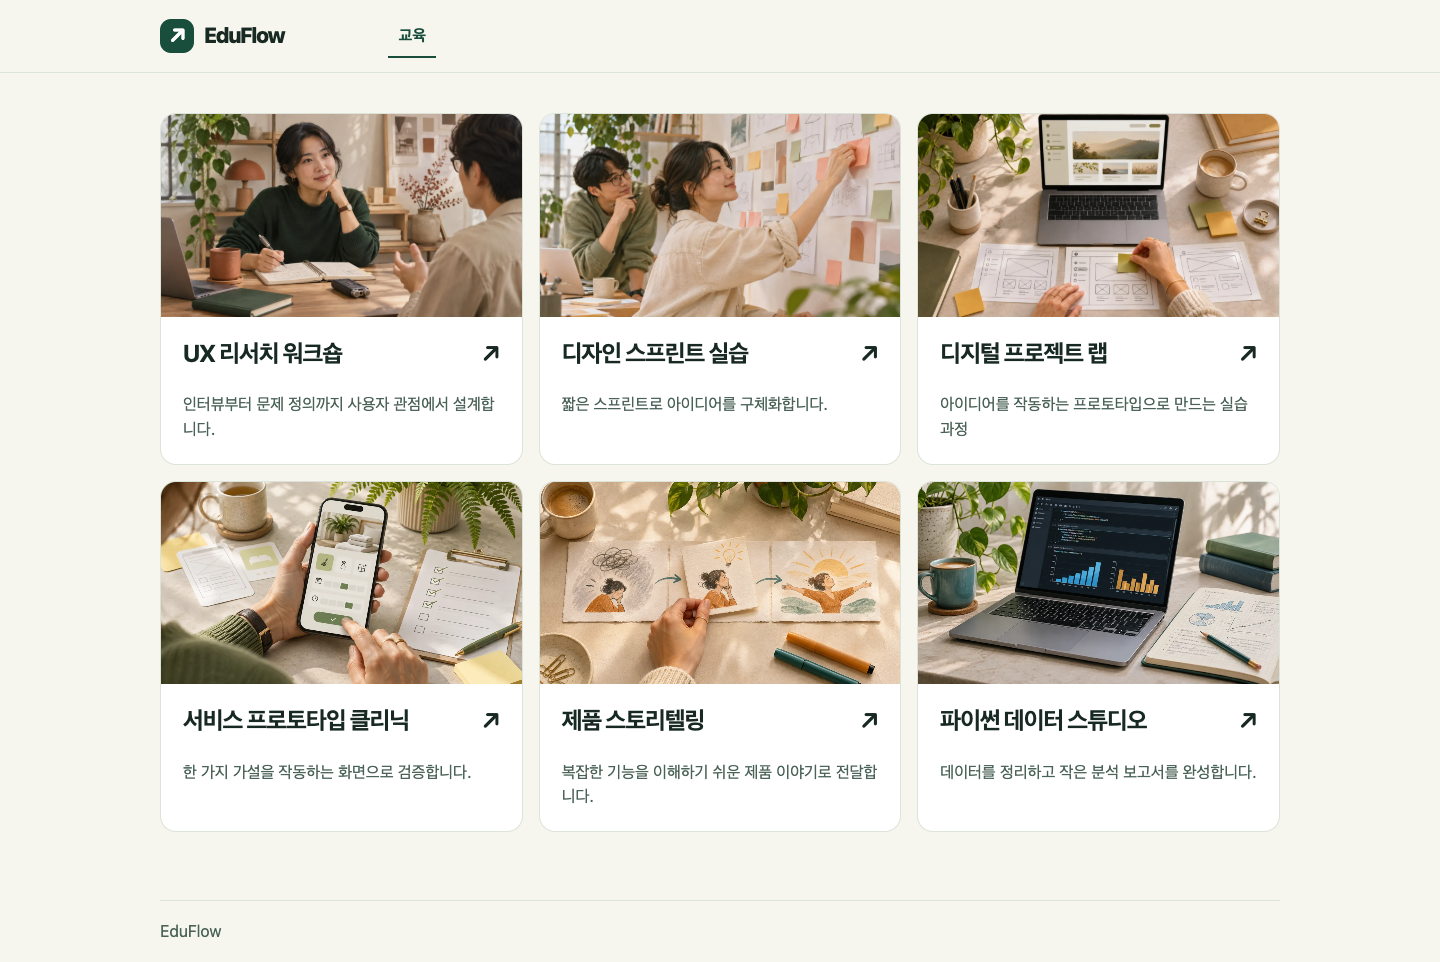 EduFlow
교육
UX 리서치 워크숍
인터뷰부터 문제 정의까지 사용자 관점에서 설계합
니다.
디자인 스프린트 실습
짧은 스프린트로 아이디어를 구체화합니다.
디지털 프로젝트 랩
아이디어를 작동하는 프로토타입으로 만드는 실습
과정
서비스 프로토타입 클리닉
한 가지 가설을 작동하는 화면으로 검증합니다.
제품 스토리텔링
복잡한 기능을 이해하기 쉬운 제품 이야기로 전달합
니다.
파이썬 데이터 스튜디오
데이터를 정리하고 작은 분석 보고서를 완성합니다.
EduFlow